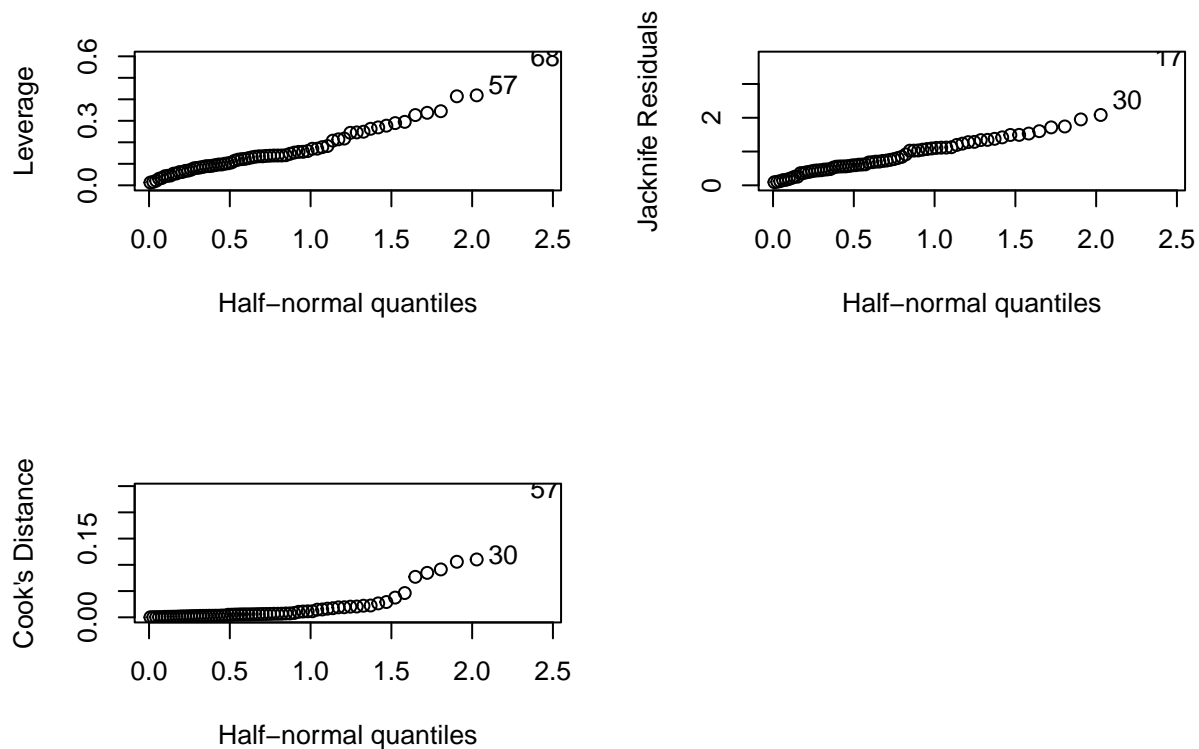 Leverage
0.0 0.3 0.6
68
57
0.0 0.5 1.0 1.5 2.0 2.5
Half−normal quantiles
Jacknife Residuals
0 2
17
30
0.0 0.5 1.0 1.5 2.0 2.5
Half−normal quantiles
Cook's Distance
0.00 0.15
57
30
0.0 0.5 1.0 1.5 2.0 2.5
Half−normal quantiles